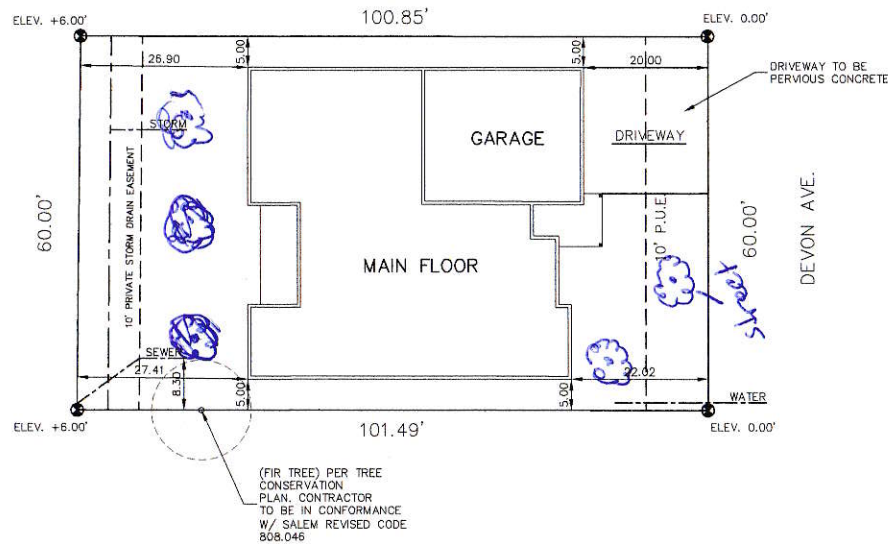 ELEV. +6.00'
100.85'
ELEV. 0.00'
26.90
5.00
5.00
20.00
DRIVEWAY TO BE
PERVIOUS CONCRETE
STORM
GARAGE
DRIVEWAY
10' PRIVATE STORM DRAIN EASEMENT
60.00'
MAIN FLOOR
10' P.U.E.
60.00'
DEVON AVE.
Street
SEWER
27.41
8.30
5.00
5.00
22.02
WATER
ELEV. +6.00'
101.49'
ELEV. 0.00'
(FIR TREE) PER TREE
CONSERVATION
PLAN. CONTRACTOR
TO BE IN CONFORMANCE
W/ SALEM REVISED CODE
808.046